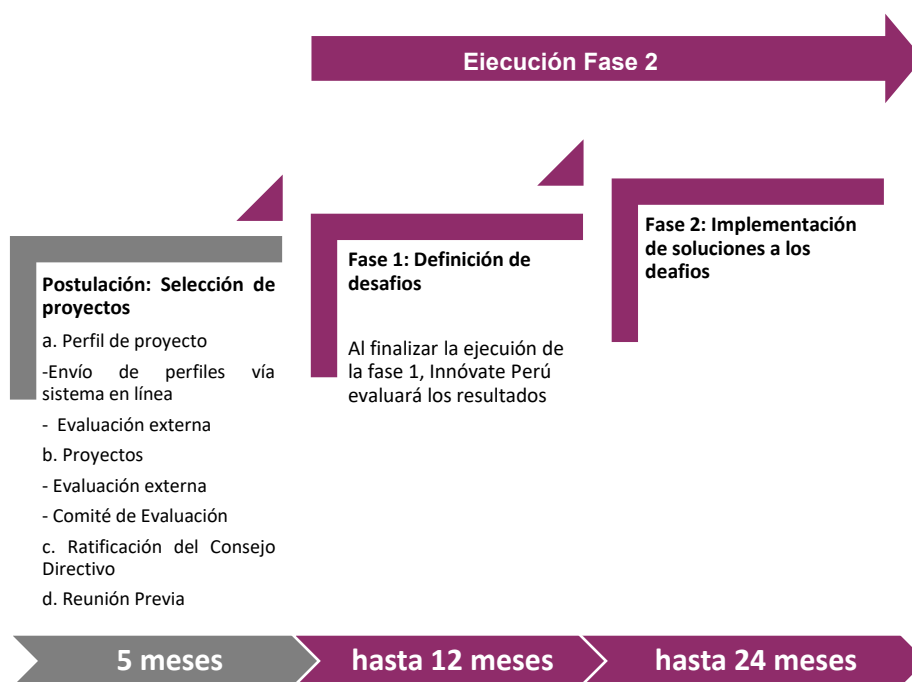 Eiecución Fase 2
Postulación: Selección de
proyectos
a. Perfil de proyecto
-Envío de perfiles vía
sistema en línea
- Evaluación externa
b. Proyectos
- Evaluación externa
- Comité de Evaluación
c. Ratificación del Consejo
Directivo
d. Reunión Previa
Fase 1: Definición de
desafios
Al finalizar la ejecuión de
la fase 1, Innóvate Perú
evaluará los resultados
Fase 2: Implementación
de soluciones a los
deafios
5 meses
hasta 12 meses
hasta 24 meses